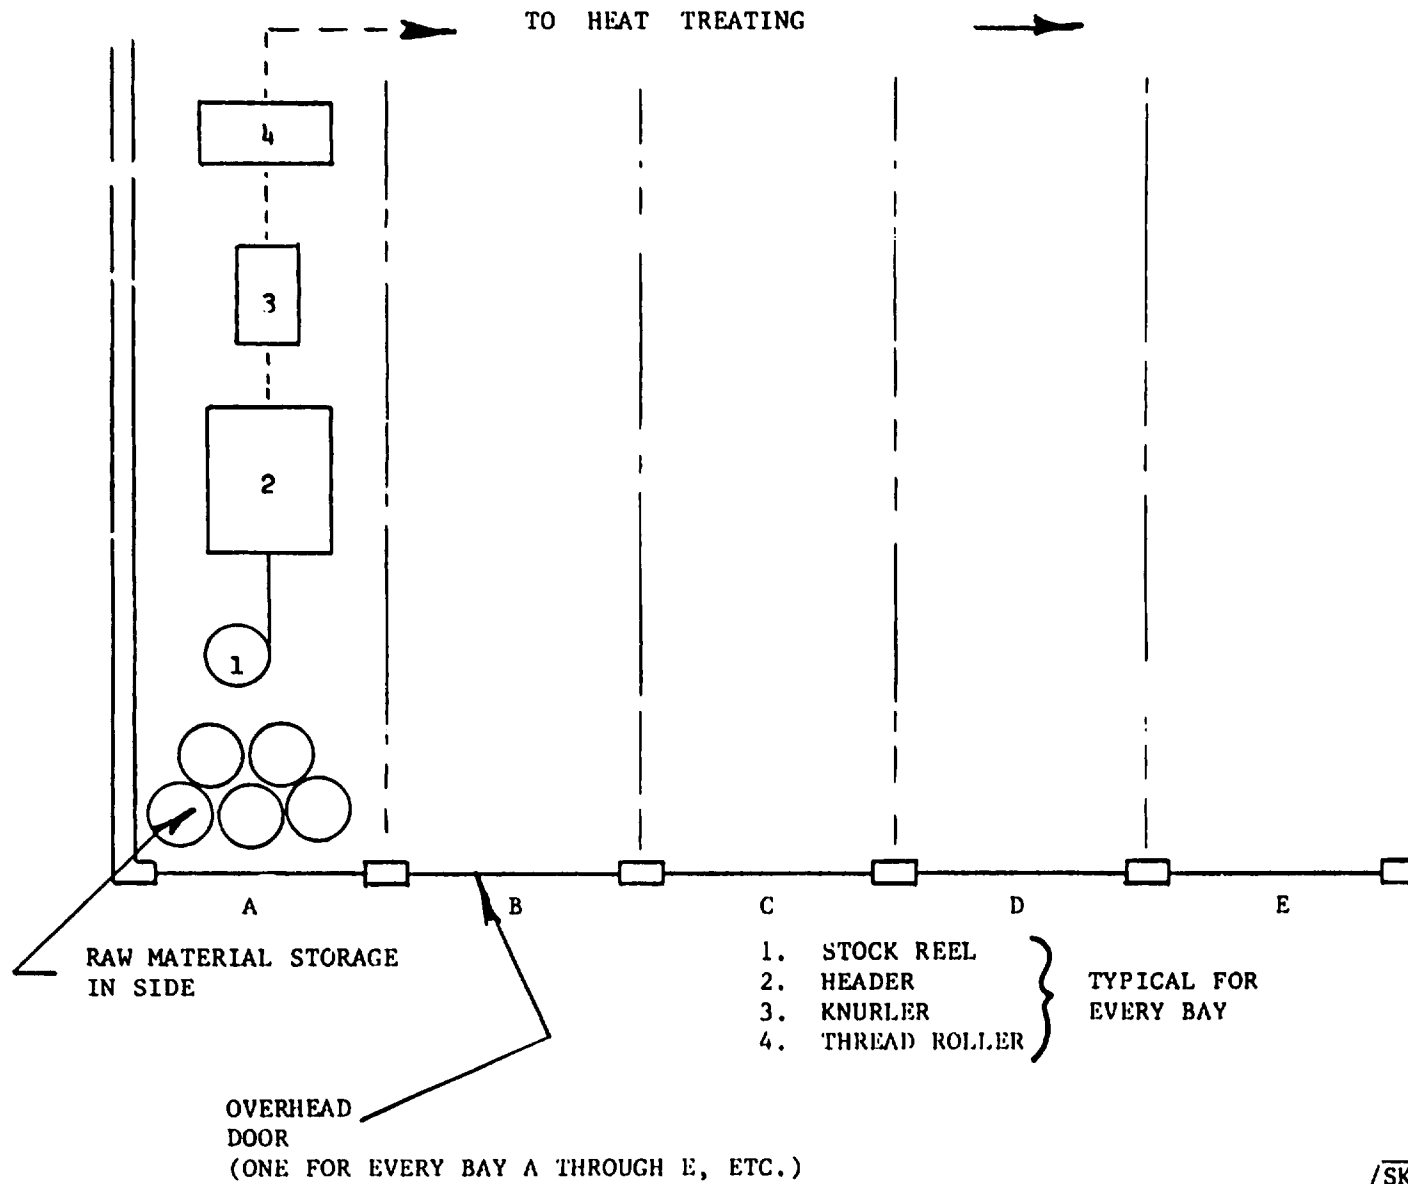 TO HEAT TREATING
4
3
2
1
A B C D E
RAW MATERIAL STORAGE
IN SIDE
1. STOCK REEL
2. HEADER
3. KNURLER
4. THREAD ROLLER
TYPICAL FOR
EVERY BAY
OVERHEAD
DOOR
(ONE FOR EVERY BAY A THROUGH E, ETC.)
/SK